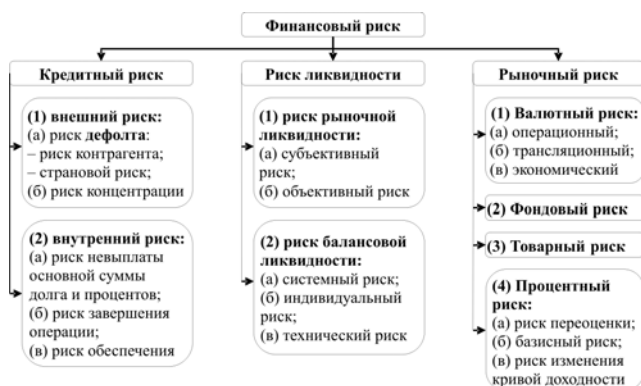 Финансовый риск
Кредитный риск
(1) внешний риск:
(а) риск дефолта:
– риск контрагента;
– страновой риск;
(б) риск концентрации
(2) внутренний риск:
(а) риск невыплаты
основной суммы
долга и процентов;
(б) риск завершения
операции;
(в) риск обеспечения
Риск ликвидности
(1) риск рыночной
ликвидности:
(а) субъективный
риск;
(б) объективный риск
(2) риск балансовой
ликвидности:
(а) системный риск;
(б) индивидуальный
риск;
(в) технический риск
Рыночный риск
(1) Валютный риск:
(а) операционный;
(б) трансляционный;
(в) экономический
(2) Фондовый риск
(3) Товарный риск
(4) Процентный
риск:
(а) риск переоценки;
(б) базисный риск;
(в) риск изменения
кривой доходности